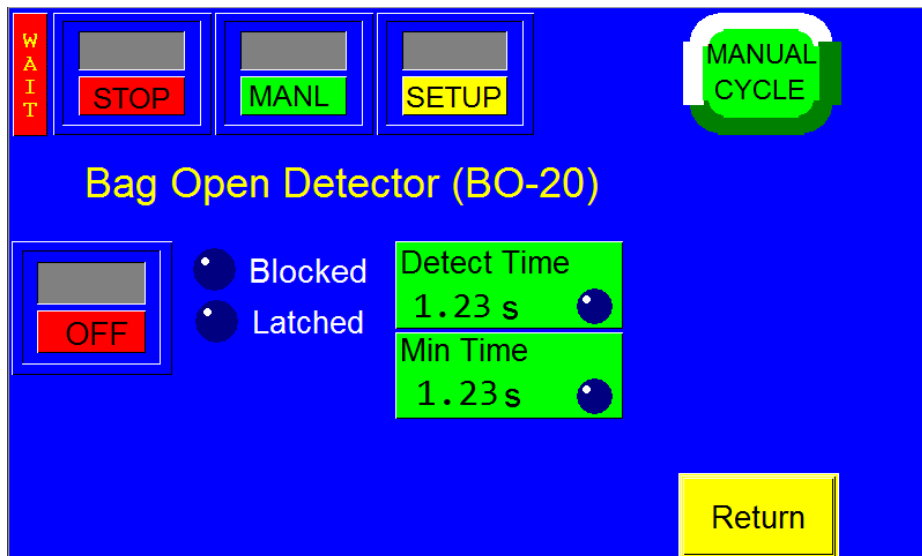 WAIT
STOP
MANL
SETUP
MANUAL
CYCLE
Bag Open Detector (BO-20)
OFF
Blocked
Latched
Detect Time
1.23 s
Min Time
1.23 s
Return